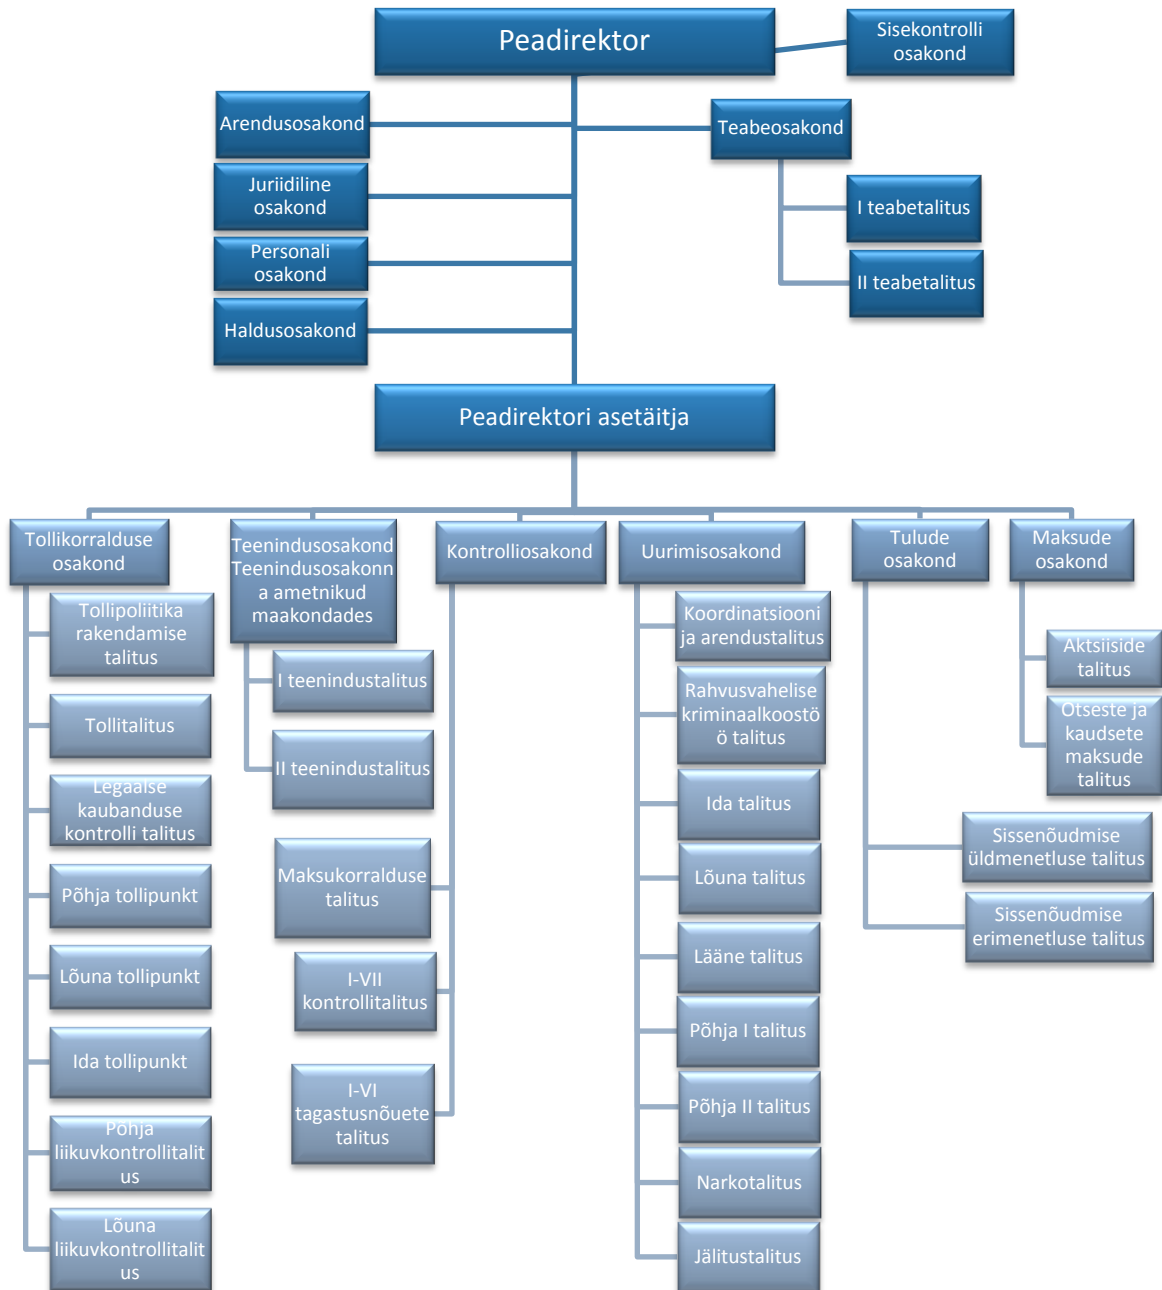 Peadirektor
Sisekontrolli
osakond
Arendusosakond
Teabeosakond
Juriidiline
osakond
I teabetalitus
Personali
osakond
II teabetalitus
Haldusosakond
Peadirektori asetäitja
Tollikorralduse
osakond
Tollipoliitika
rakendamise
talitus
Tollitalitus
Legaalse
kaubanduse
kontrolli talitus
Põhja tollipunkt
Lõuna tollipunkt
Ida tollipunkt
Põhja
liikuvkontrollitalit
us
Lõuna
liikuvkontrollitalit
us
Teenindusosakond
Teenindusosakonn
a ametnikud
maakondades
I teenindustalitus
II teenindustalitus
Kontrolliosakond
Maksukorralduse
talitus
I-VII
kontrollitalitus
I-VI
tagastusnõuete
talitus
Uurimisosakond
Koordinatsiooni
ja arendustalitus
Rahvusvahelise
kriminaalkoostö
ö talitus
Ida talitus
Lõuna talitus
Lääne talitus
Põhja I talitus
Põhja II talitus
Narkotalitus
Jälitustalitus
Tulude
osakond
Sissenõudmise
üldmenetluse talitus
Sissenõudmise
erimenetluse talitus
Maksude
osakond
Aktsiiside
talitus
Otseste ja
kaudsete
maksude
talitus